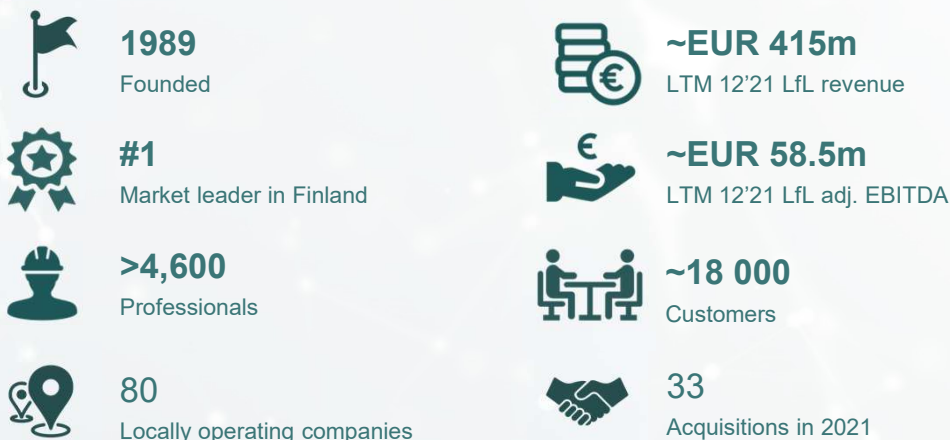 1989
Founded
#1
Market leader in Finland
>4,600
Professionals
80
Locally operating companies
~EUR 415m
LTM 12’21 LfL revenue
€
~EUR 58.5m
LTM 12’21 LfL adj. EBITDA
€
~18 000
Customers
33
Acquisitions in 2021